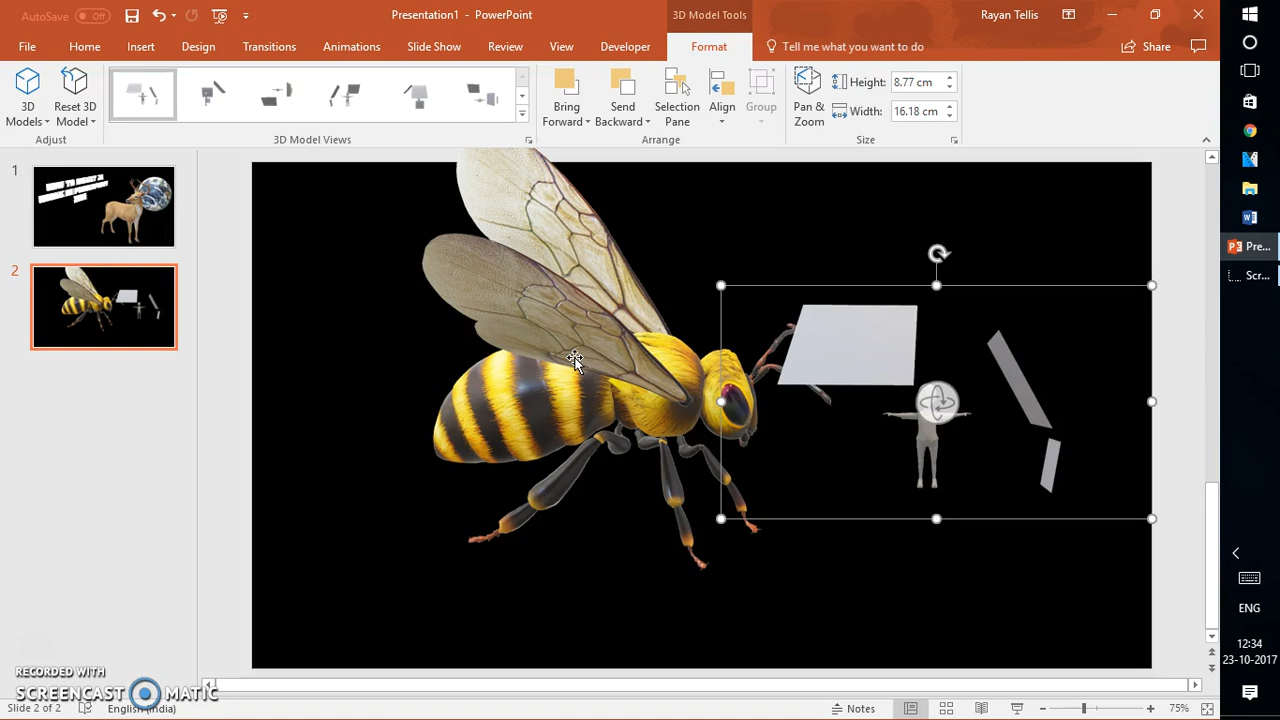 AutoSave Off
Presentation1 - PowerPoint
3D Model Tools
Rayan Tellis
File Home Insert Design Transitions Animations Slide Show Review View Developer Format Tell me what you want to do Share
3D Models
Reset 3D Model
Bring Forward
Send Backward
Selection Pane
Align
Group
Pan & Zoom
Height: 8.77 cm
Width: 16.18 cm
Adjust
3D Model Views
Arrange
Size
1
2
Pre...
Scr...
ENG
12:34
23-10-2017
RECORDED WITH
SCREENCAST MATIC
Slide 2 of 2
English (India)
Notes
75%